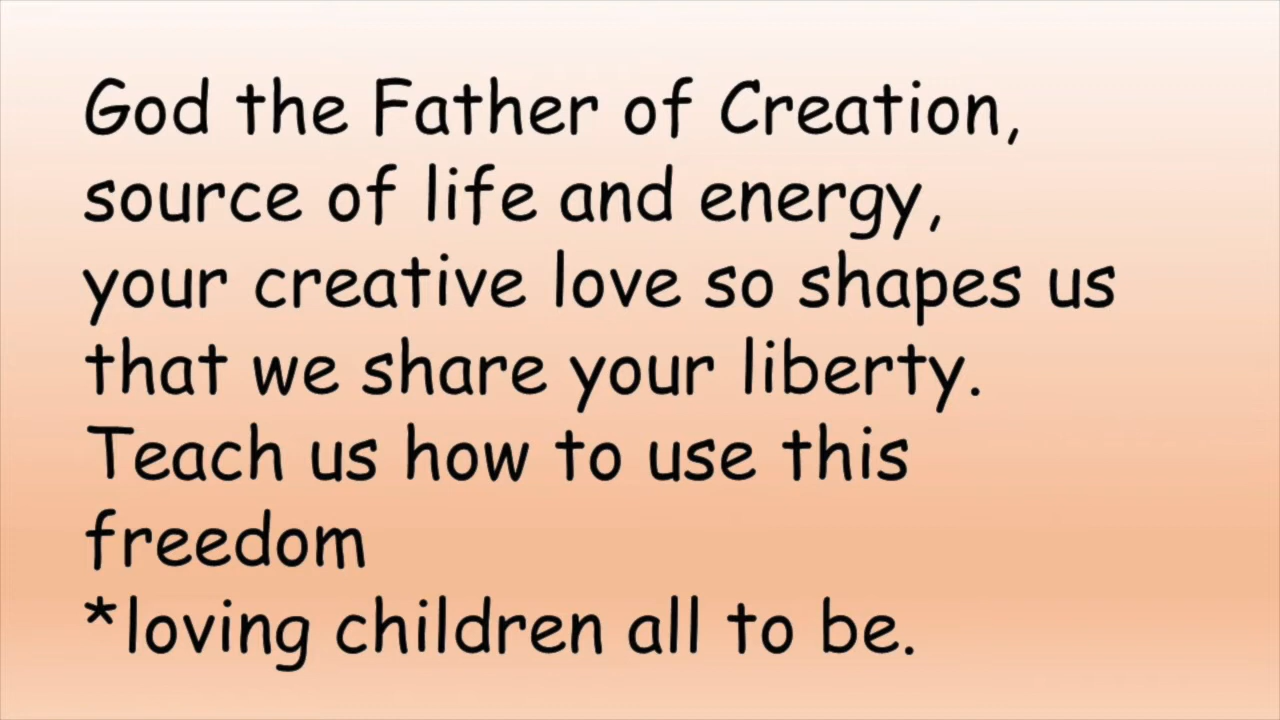 God the Father of Creation,
source of life and energy,
your creative love so shapes us
that we share your liberty.
Teach us how to use this
freedom
*loving children all to be.